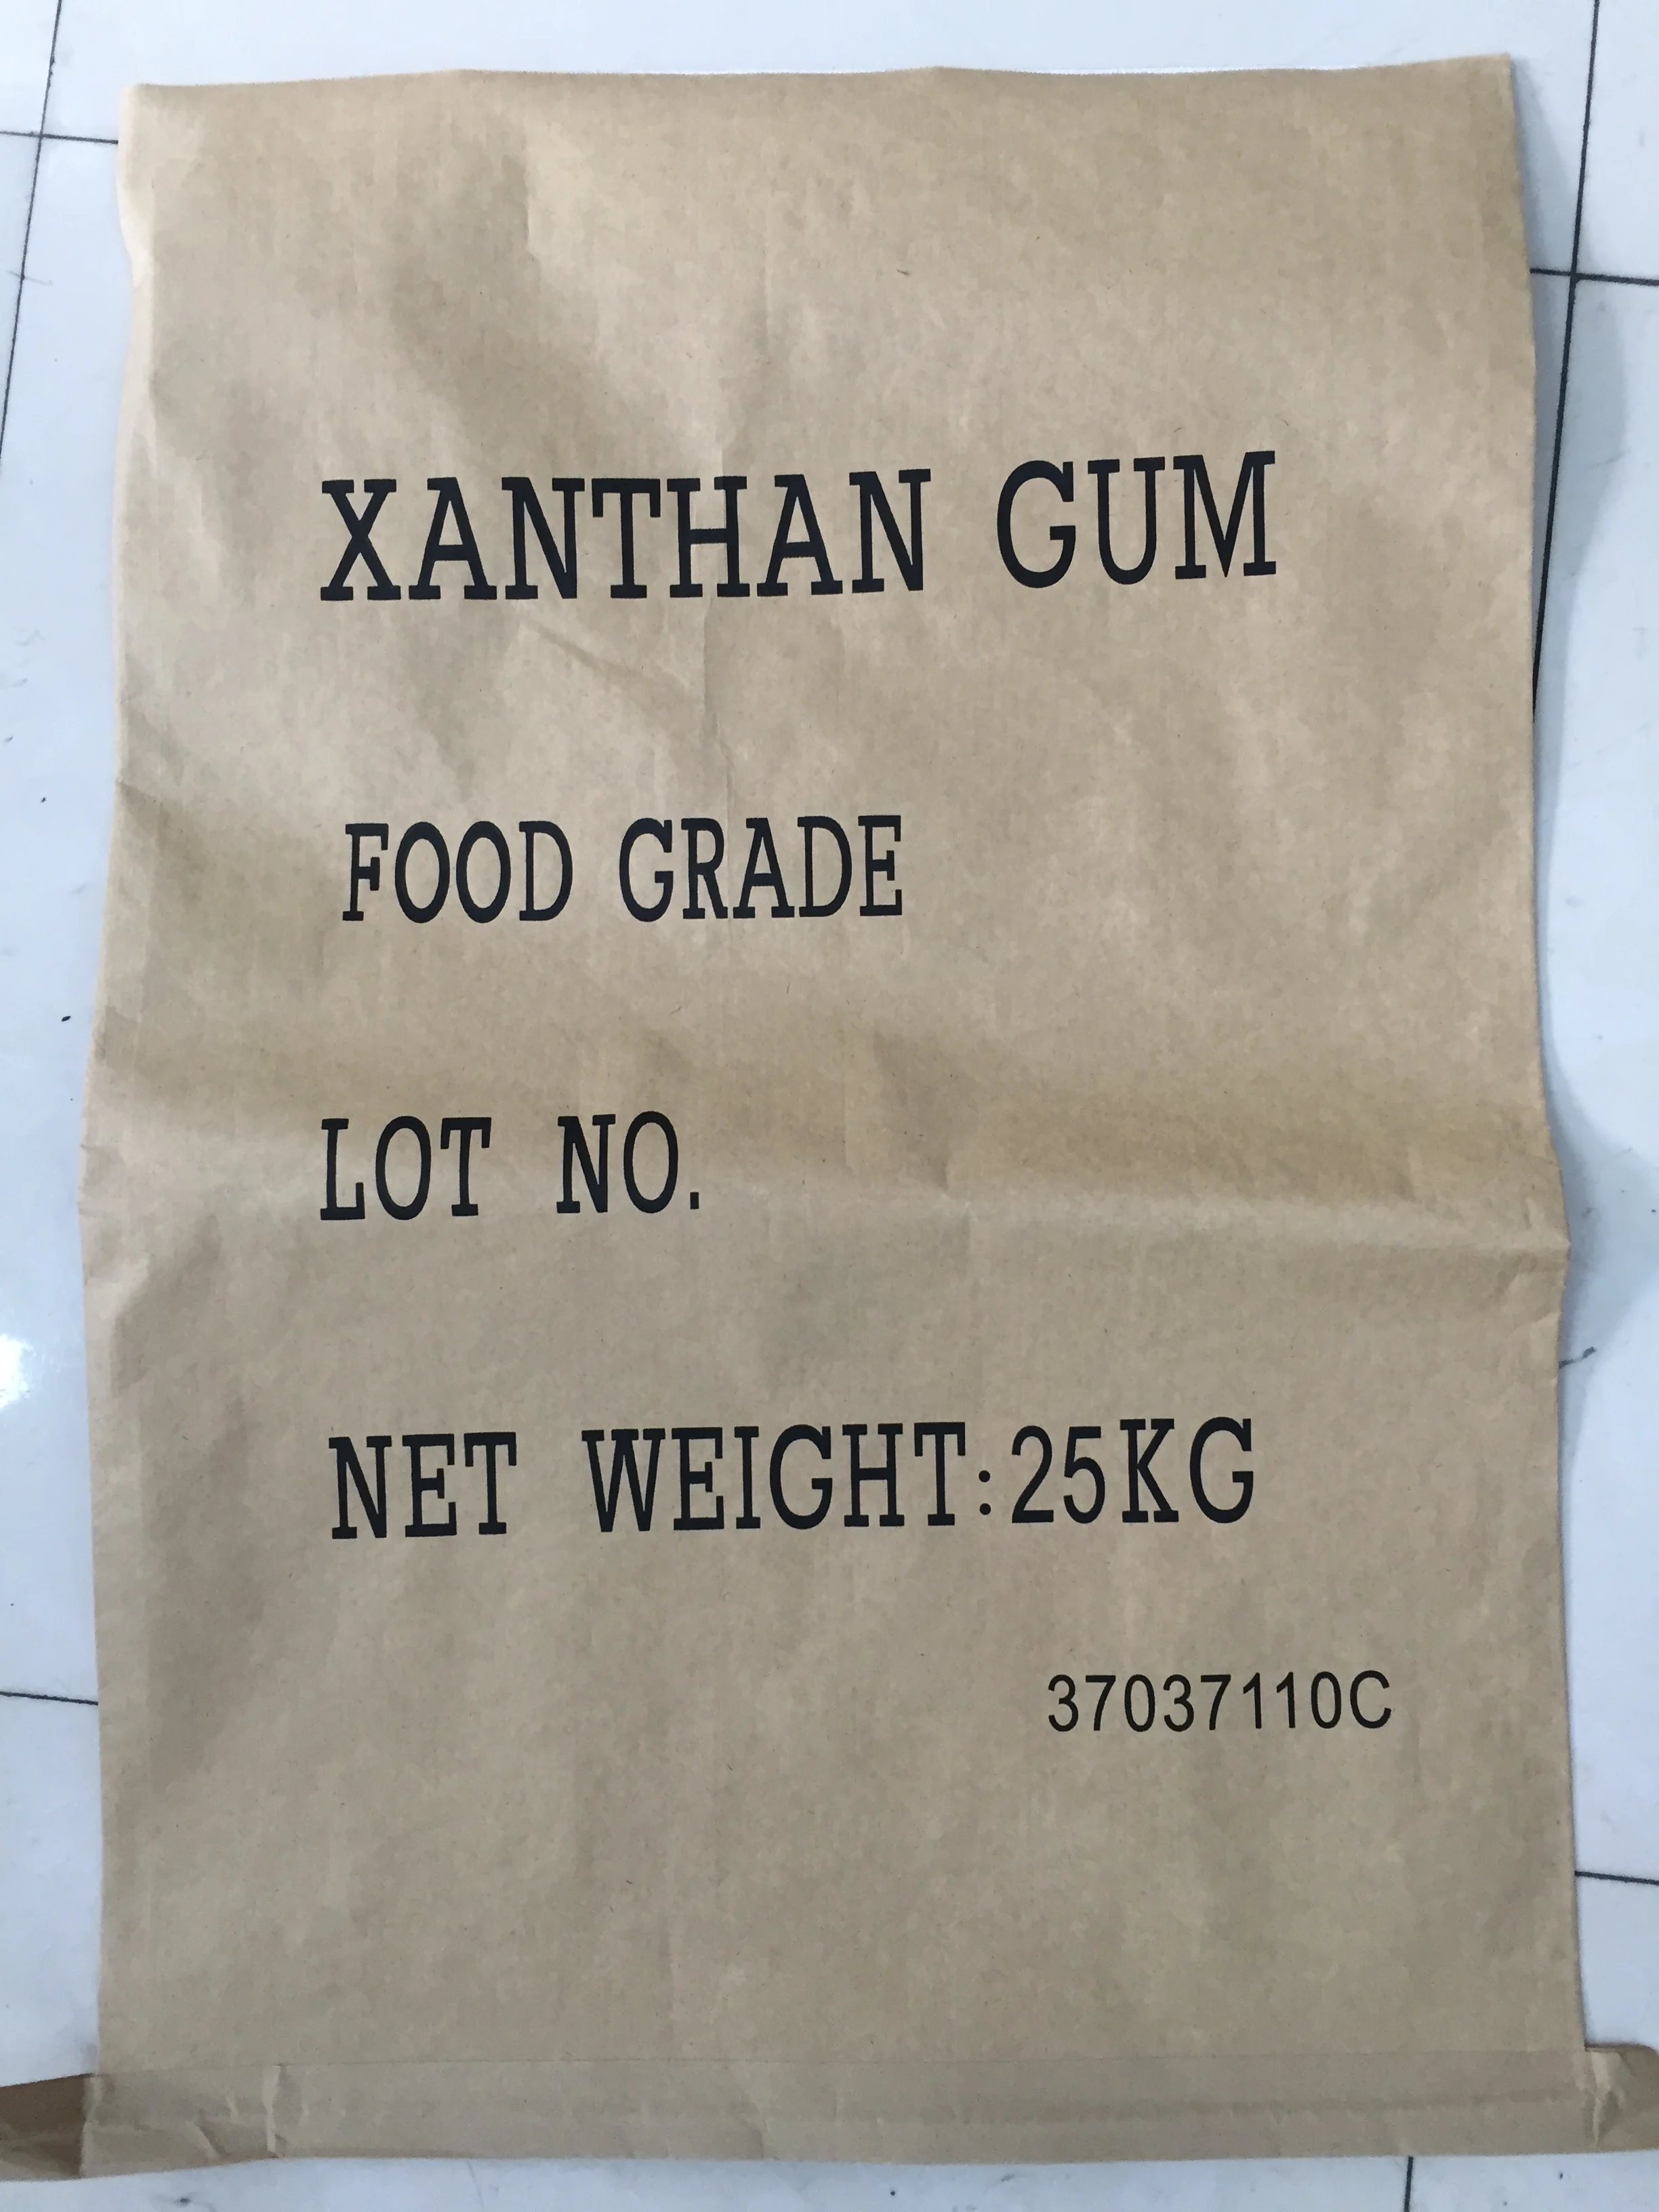 XANTHAN GUM
FOOD GRADE
LOT NO.
NET WEIGHT:25KG
37037110C